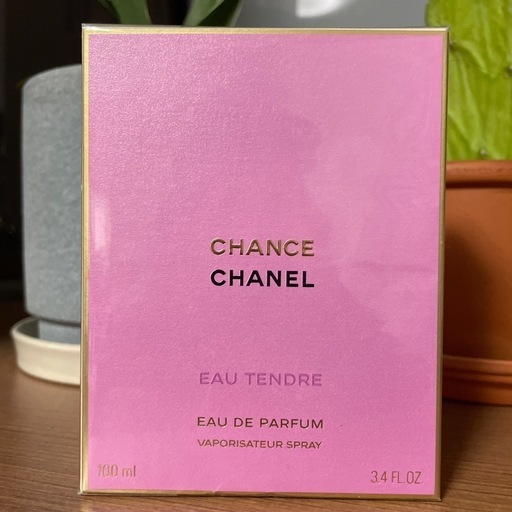 CHANCE
CHANEL
EAU TENDRE
EAU DE PARFUM
VAPORISATEUR SPRAY
100 ml 3.4 FL.OZ.